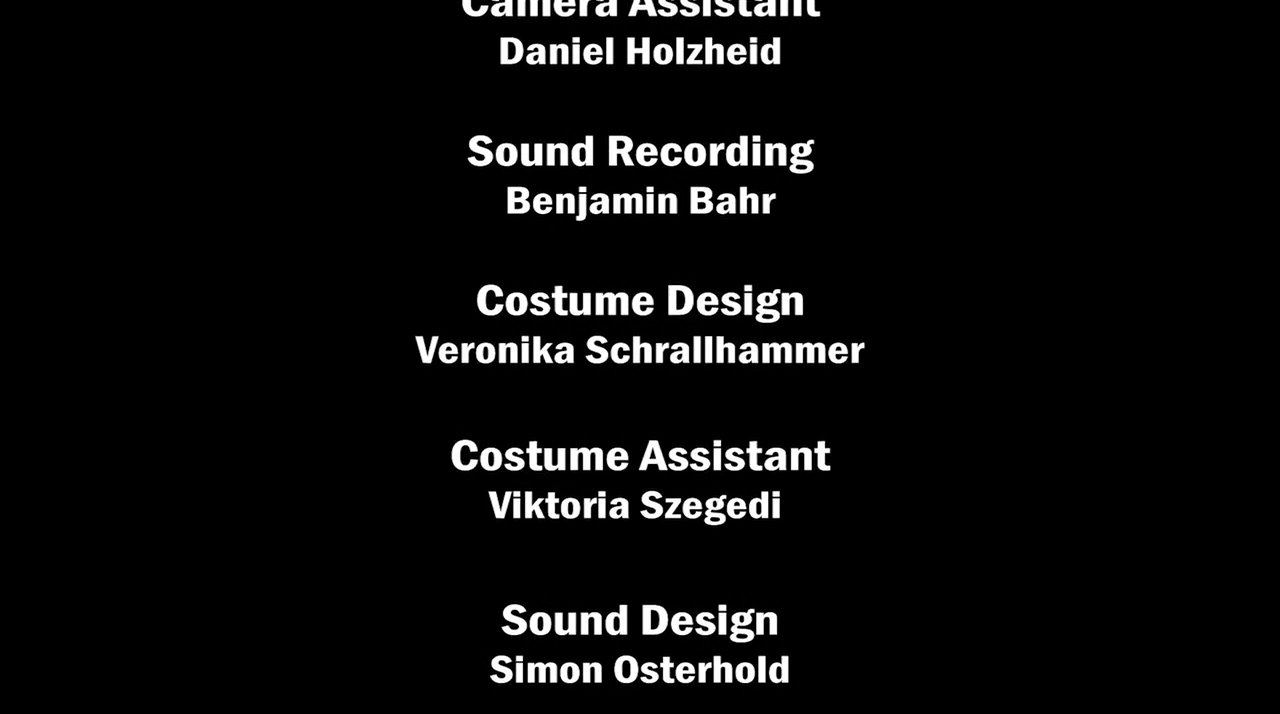 Camera Assistant
Daniel Holzheid
Sound Recording
Benjamin Bahr
Costume Design
Veronika Schrallhammer
Costume Assistant
Viktoria Szegedi
Sound Design
Simon Osterhold